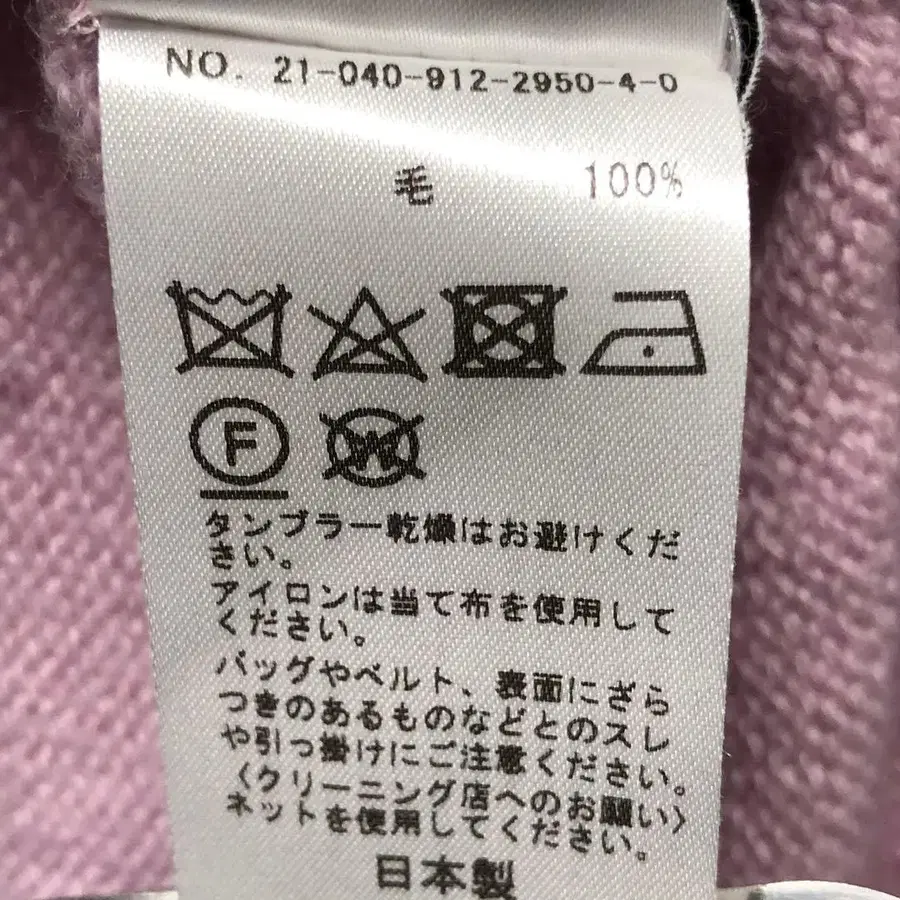 NO. 21-040-912-2950-4-0
毛 100%
F
W
タンブラー乾燥はお避けくだ
さい。
アイロンは当て布を使用して
ください。
バッグやベルト、表面にざら
つきのあるものなどとのスレ
や引っ掛けにご注意ください。
〈クリーニング店へのお願い〉
ネットを使用してください。
日本製